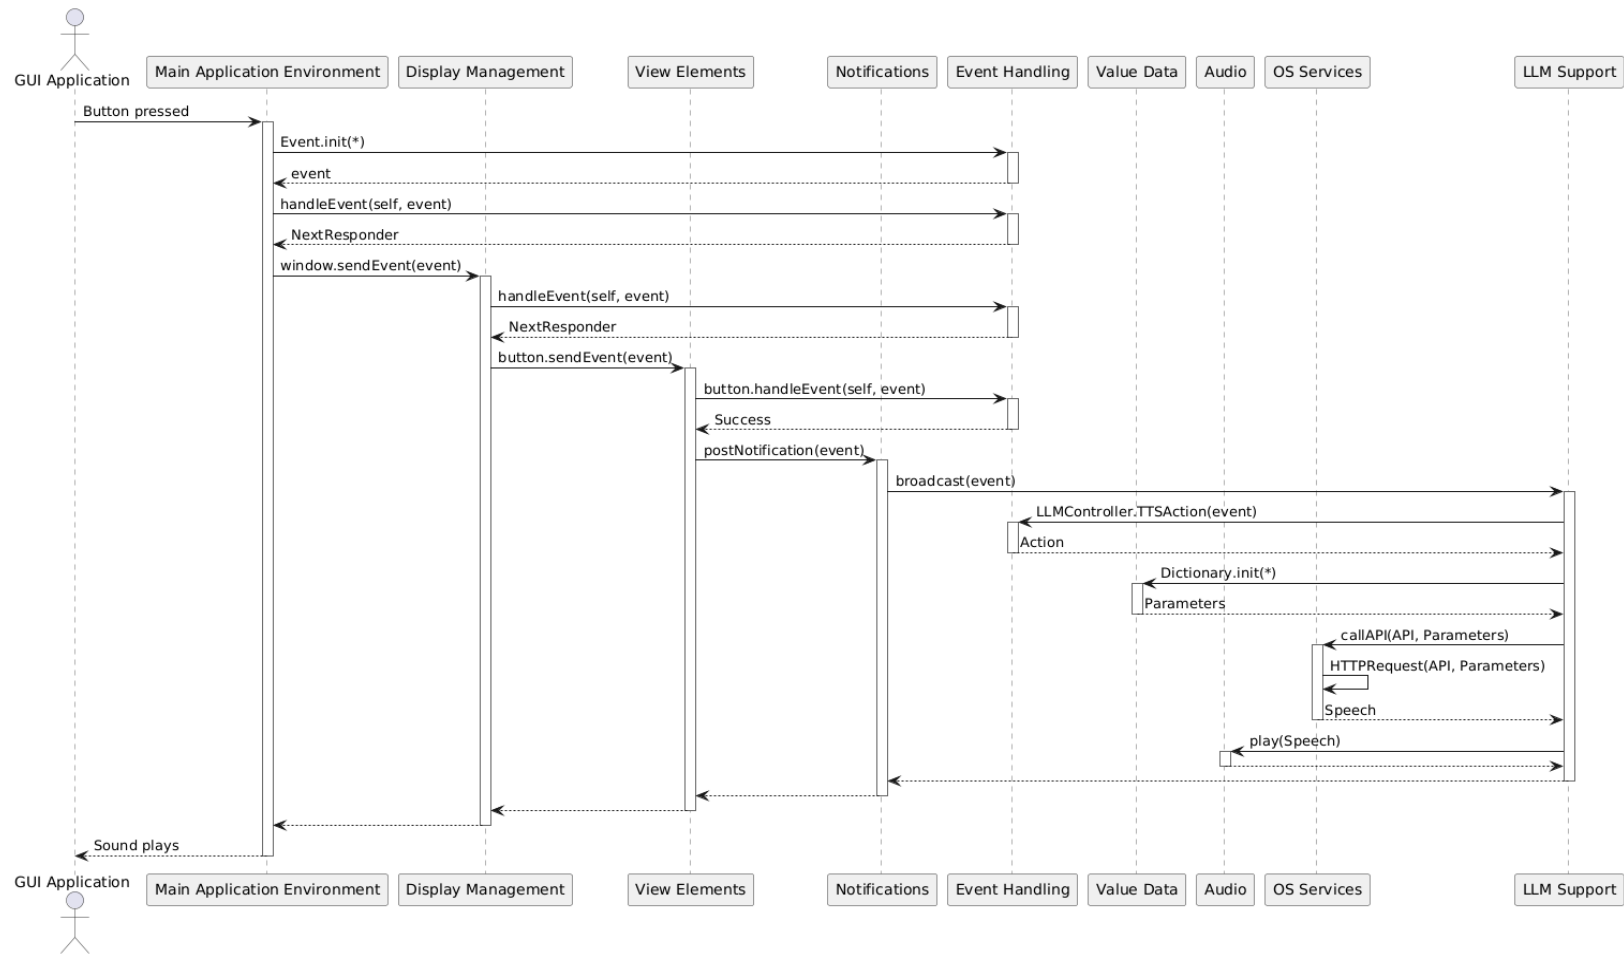 GUI Application
Main Application Environment
Display Management
View Elements
Notifications
Event Handling
Value Data
Audio
OS Services
LLM Support
Button pressed
Event.init(*)
event
handleEvent(self, event)
NextResponder
window.sendEvent(event)
handleEvent(self, event)
NextResponder
button.sendEvent(event)
button.handleEvent(self, event)
Success
postNotification(event)
broadcast(event)
LLMController.TTSAction(event)
Action
Dictionary.init(*)
Parameters
callAPI(API, Parameters)
HTTPRequest(API, Parameters)
Speech
play(Speech)
Sound plays
GUI Application
Main Application Environment
Display Management
View Elements
Notifications
Event Handling
Value Data
Audio
OS Services
LLM Support